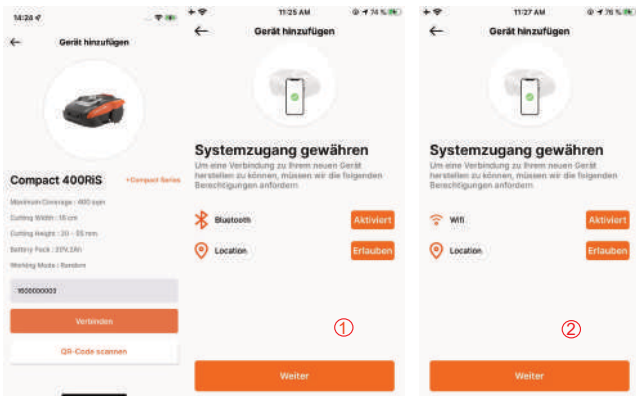 14:24
Gerät hinzufügen
Compact 400RiS
Compact Series
Maximum Coverage : 400 sqm
Cutting Width : 16 cm
Cutting Height : 20 - 55 mm
Battery Pack : 20V,2Ah
Working Mode : Random
Verbinden
QR-Code scannen
11:25 AM
74 %
Gerät hinzufügen
Systemzugang gewähren
Um eine Verbindung zu Ihrem neuen Gerät
herstellen zu können, müssen wir die folgenden
Berechtigungen anfordern
Bluetooth
Aktiviert
Location
Erlauben
1
Weiter
11:27 AM
76 %
Gerät hinzufügen
Systemzugang gewähren
Um eine Verbindung zu Ihrem neuen Gerät
herstellen zu können, müssen wir die folgenden
Berechtigungen anfordern
Wifi
Aktiviert
Location
Erlauben
2
Weiter